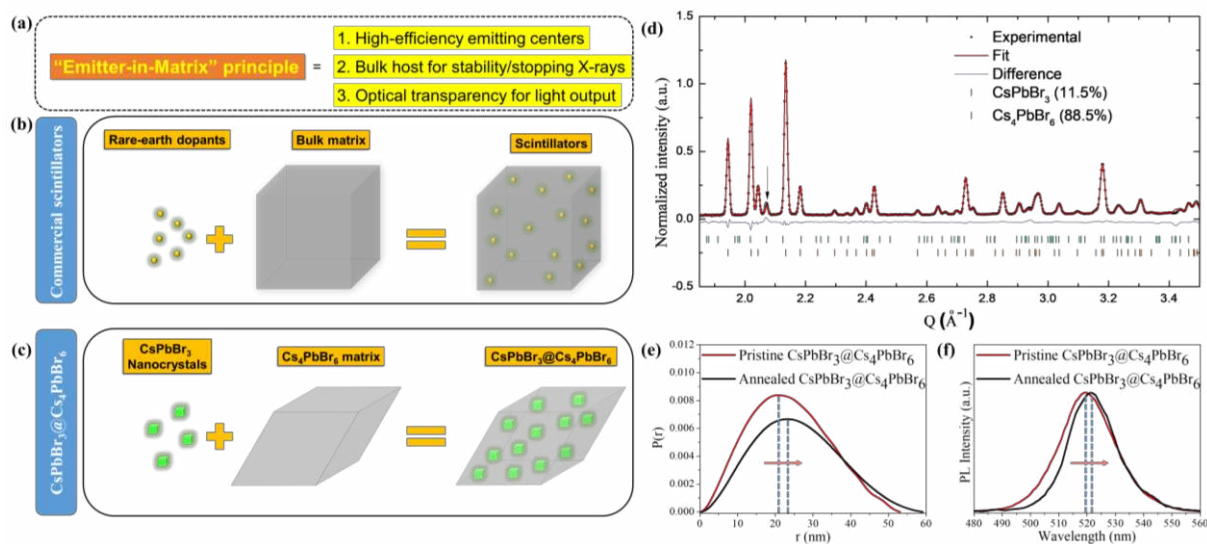 (a)
“Emitter-in-Matrix” principle
=
1. High-efficiency emitting centers
2. Bulk host for stability/stopping X-rays
3. Optical transparency for light output
(b)
Commercial scintillators
Rare-earth dopants
Bulk matrix
Scintillators
(c)
CsPbBr₃@Cs₄PbBr₆
CsPbBr₃
Nanocrystals
Cs₄PbBr₆ matrix
CsPbBr₃@Cs₄PbBr₆
(d)
Normalized intensity (a.u.)
1.5
1.0
0.5
0.0
-0.5
Experimental
Fit
Difference
CsPbBr₃ (11.5%)
Cs₄PbBr₆ (88.5%)
2.0 2.2 2.4 2.6 2.8 3.0 3.2 3.4
Q (Å⁻¹)
(e)
P(r)
0.012
0.010
0.008
0.006
0.004
0.002
0.000
Pristine CsPbBr₃@Cs₄PbBr₆
Annealed CsPbBr₃@Cs₄PbBr₆
0 10 20 30 40 50 60
r (nm)
(f)
PL Intensity (a.u.)
Pristine CsPbBr₃@Cs₄PbBr₆
Annealed CsPbBr₃@Cs₄PbBr₆
480 490 500 510 520 530 540 550 560
Wavelength (nm)